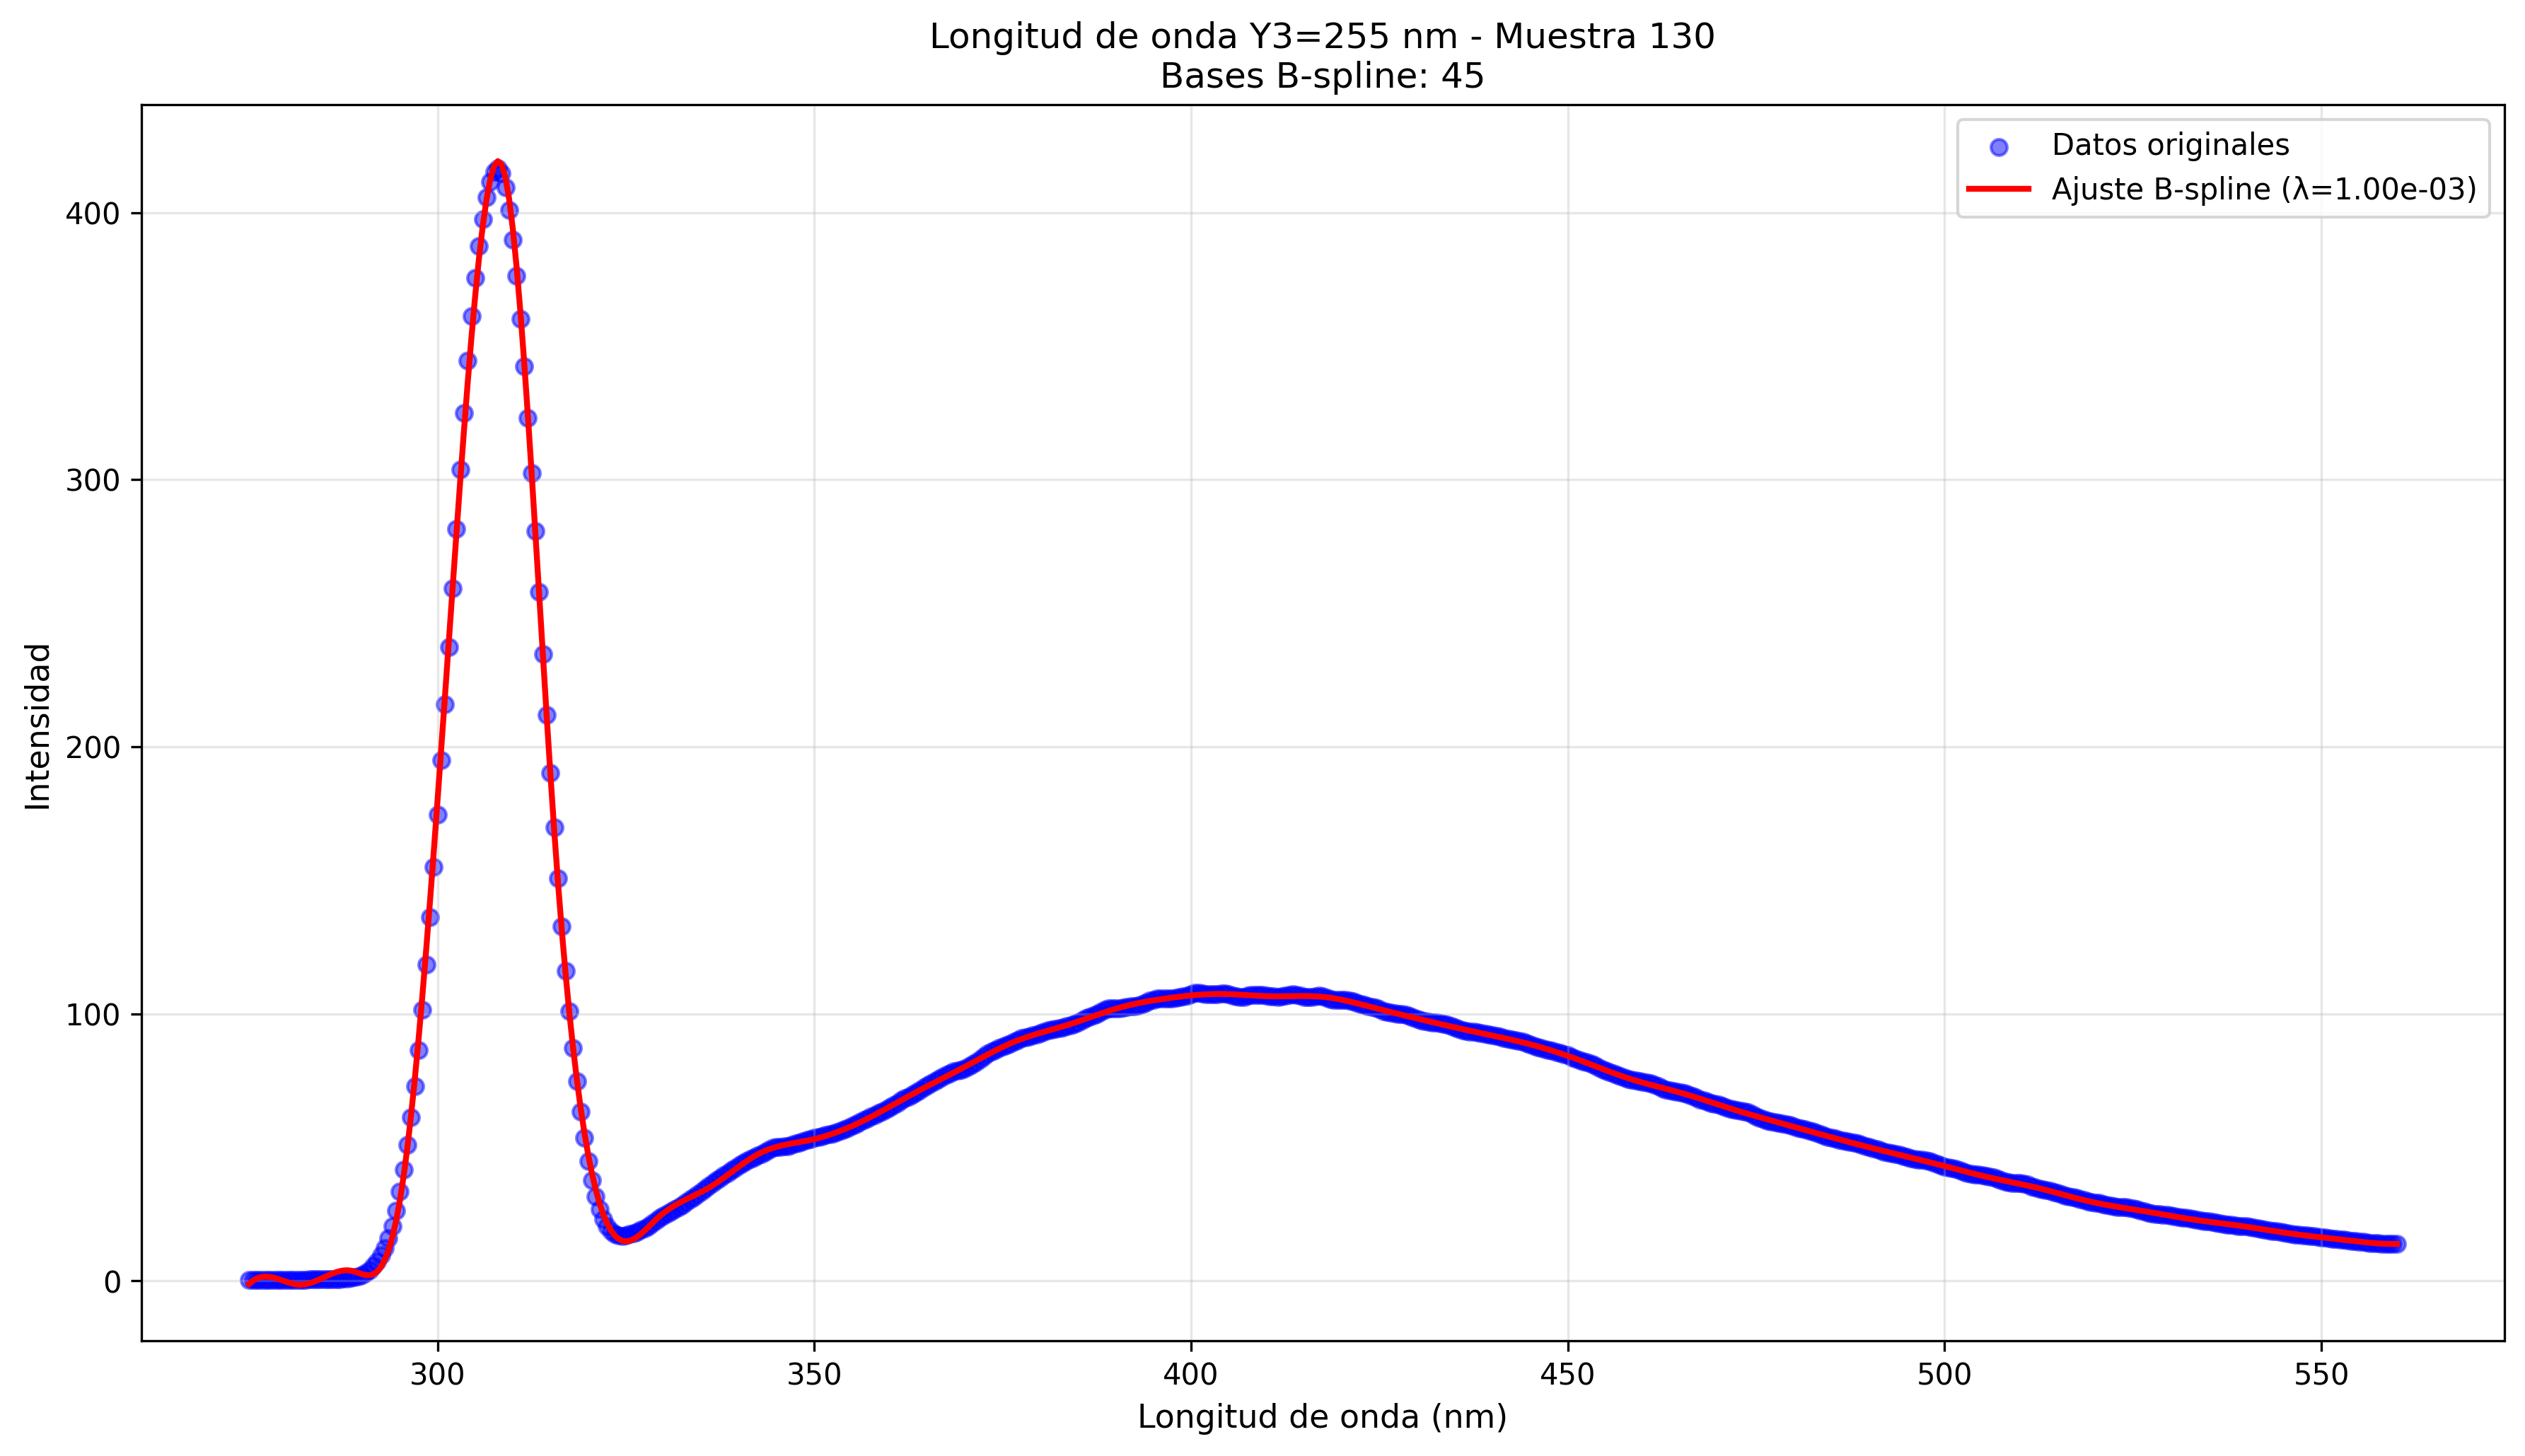 Longitud de onda Y3=255 nm - Muestra 130
Bases B-spline: 45
Datos originales
Ajuste B-spline (λ=1.00e-03)
Intensidad
400
300
200
100
0
300
350
400
450
500
550
Longitud de onda (nm)